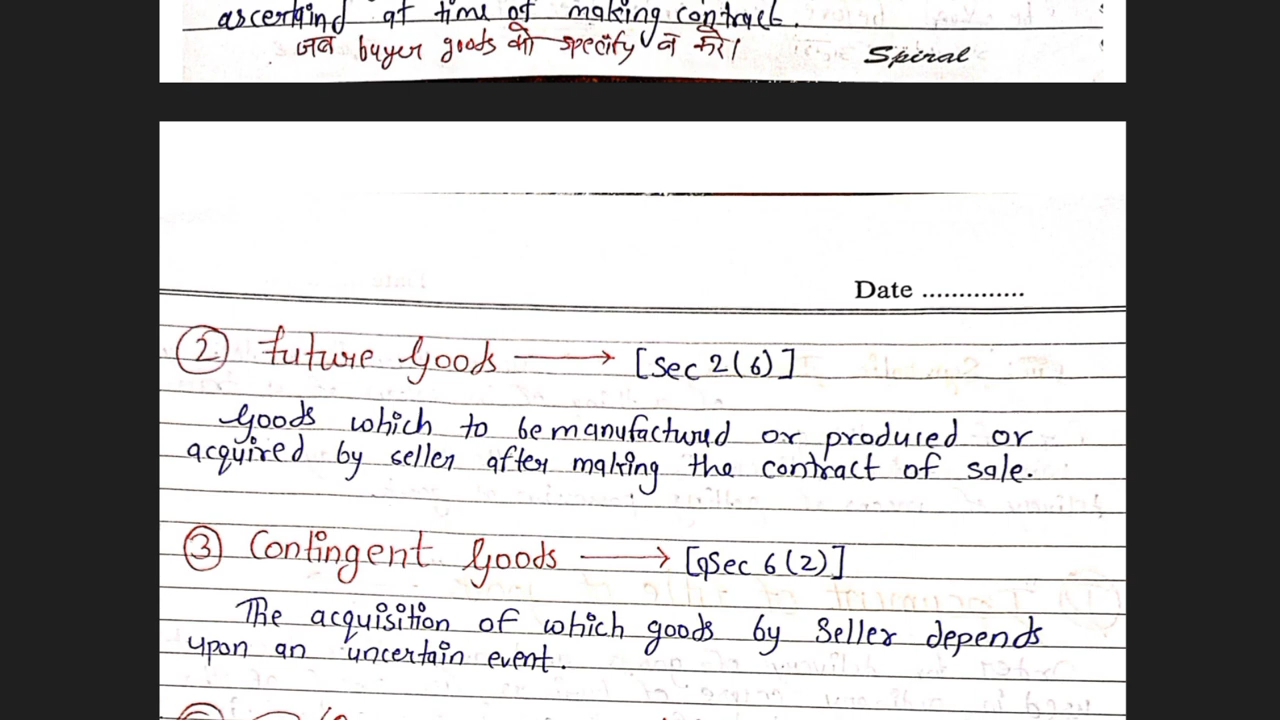 ascertaind at time of making contract.
जब buyer goods को specify न करे।
Spiral
Date ..............
② Future Goods → [Sec 2(6)]
Goods which to be manufactured or produced or
acquired by seller after making the contract of sale.
③ Contingent Goods → [Sec 6(2)]
The acquisition of which goods by Seller depends
upon an uncertain event.